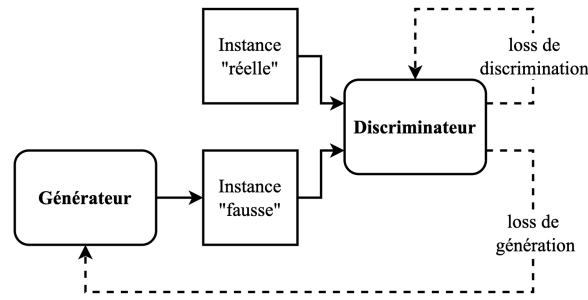 Instance
"réelle"
loss de
discrimination
Discriminateur
Générateur
Instance
"fausse"
loss de
génération